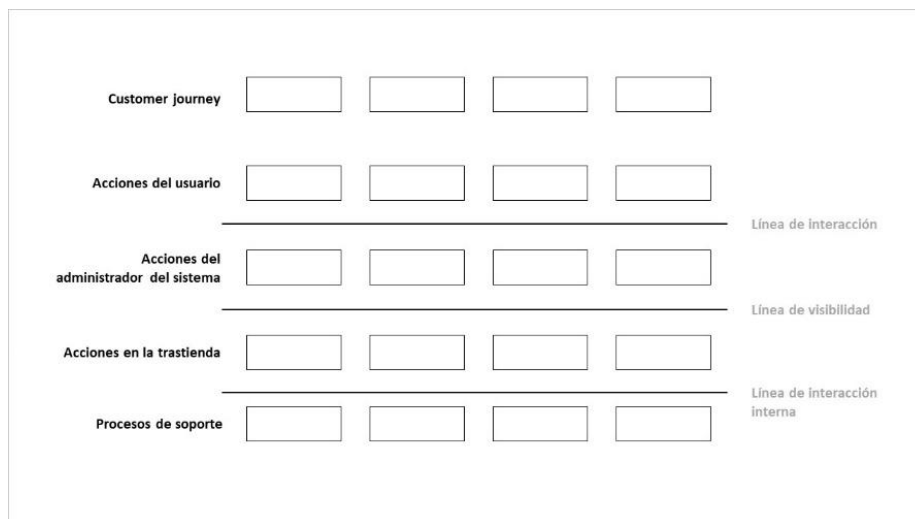 Customer journey
Acciones del usuario
Línea de interacción
Acciones del
administrador del sistema
Línea de visibilidad
Acciones en la trastienda
Línea de interacción
interna
Procesos de soporte